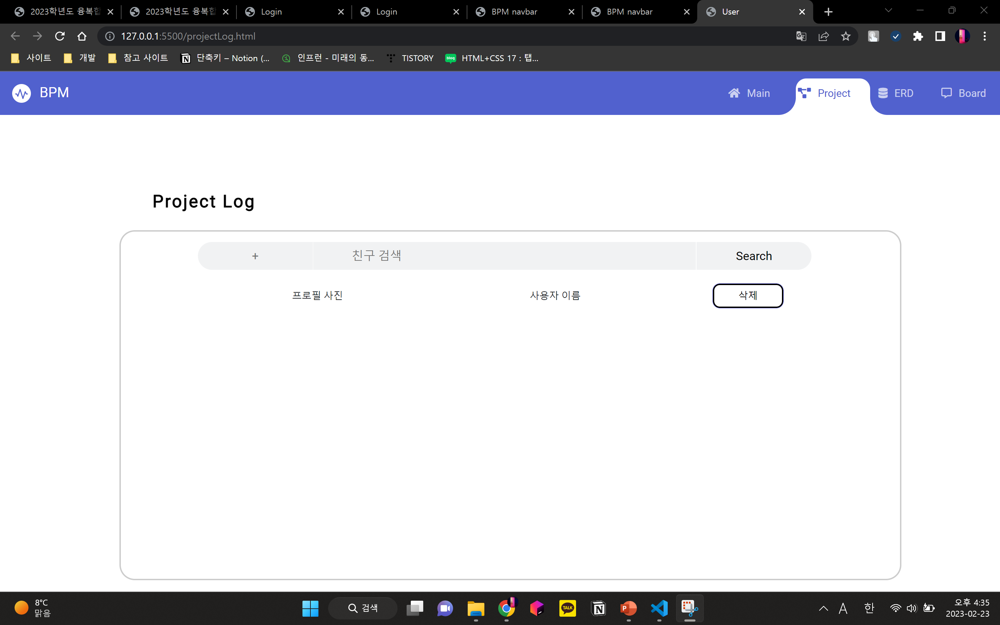 2023학년도 융복합
2023학년도 융복합
Login
Login
BPM navbar
BPM navbar
User
127.0.0.1:5500/projectLog.html
사이트
개발
참고 사이트
단축키 – Notion (...
인프런 - 미래의 동...
TISTORY
blog
HTML+CSS 17 : 탭...
BPM
Main
Project
ERD
Board
Project Log
+
친구 검색
Search
프로필 사진
사용자 이름
삭제
8°C
맑음
검색
TALK
N
P
A
한
오후 4:35
2023-02-23